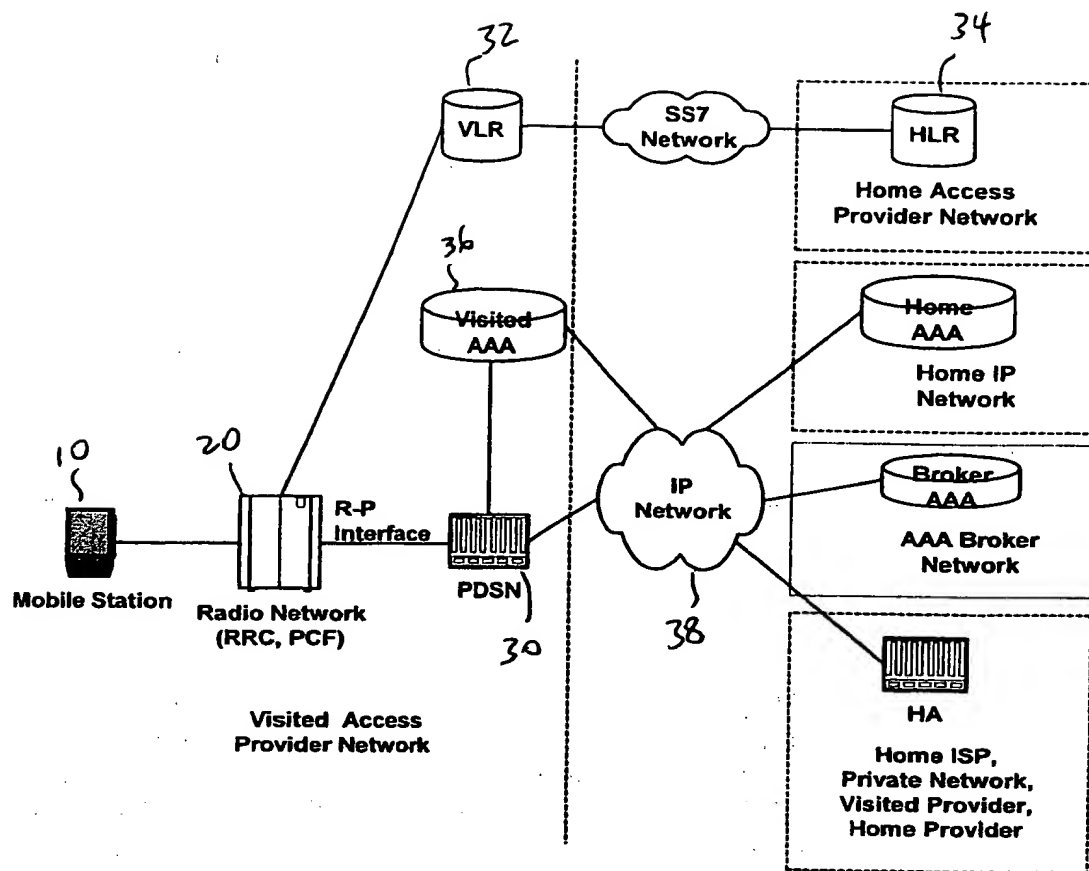 32
34
VLR
SS7
Network
HLR
Home Access
Provider Network
36
Visited
AAA
Home
AAA
Home IP
Network
10
20
R-P
Interface
IP
Network
Broker
AAA
AAA Broker
Network
Mobile Station
Radio Network
(RRC, PCF)
PDSN
30
38
HA
Visited Access
Provider Network
Home ISP,
Private Network,
Visited Provider,
Home Provider